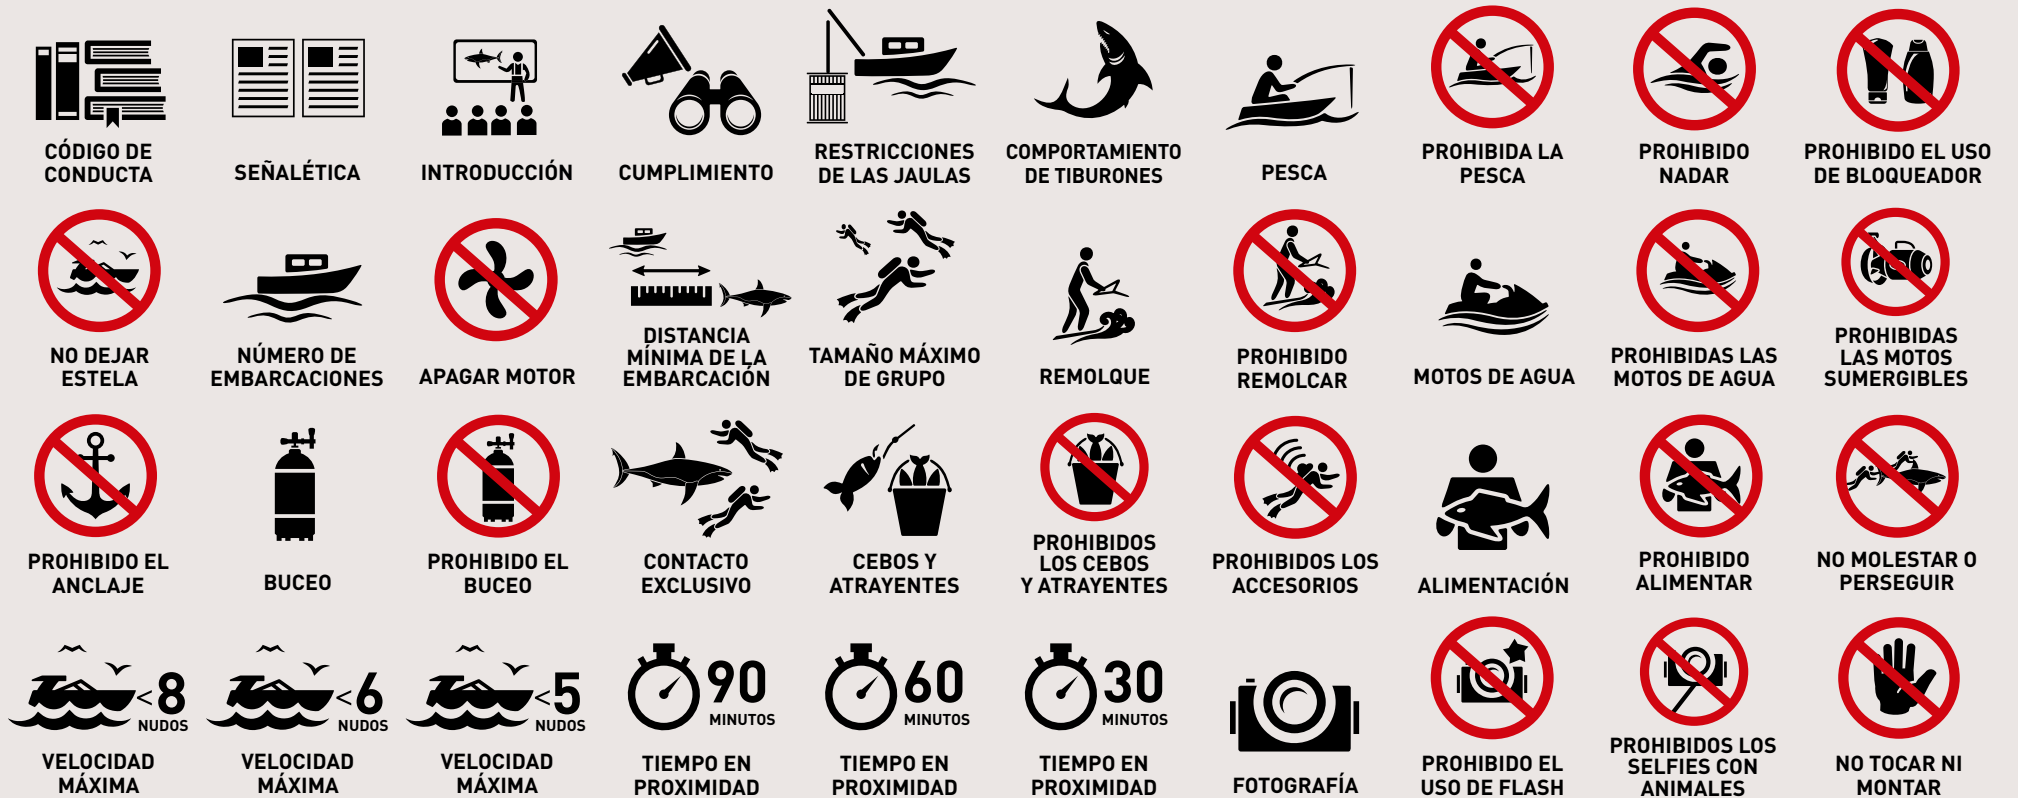 CÓDIGO DE
CONDUCTA
SEÑALÉTICA
INTRODUCCIÓN
CUMPLIMIENTO
RESTRICCIONES
DE LAS JAULAS
COMPORTAMIENTO
DE TIBURONES
PESCA
PROHIBIDA LA
PESCA
PROHIBIDO
NADAR
PROHIBIDO EL USO
DE BLOQUEADOR
NO DEJAR
ESTELA
NÚMERO DE
EMBARCACIONES
APAGAR MOTOR
DISTANCIA
MÍNIMA DE LA
EMBARCACIÓN
TAMAÑO MÁXIMO
DE GRUPO
REMOLQUE
PROHIBIDO
REMOLCAR
MOTOS DE AGUA
PROHIBIDAS LAS
MOTOS DE AGUA
PROHIBIDAS
LAS MOTOS
SUMERGIBLES
PROHIBIDO EL
ANCLAJE
BUCEO
PROHIBIDO EL
BUCEO
CONTACTO
EXCLUSIVO
CEBOS Y
ATRAYENTES
PROHIBIDOS
LOS CEBOS
Y ATRAYENTES
PROHIBIDOS LOS
ACCESORIOS
ALIMENTACIÓN
PROHIBIDO
ALIMENTAR
NO MOLESTAR O
PERSEGUIR
<8
NUDOS
VELOCIDAD
MÁXIMA
<6
NUDOS
VELOCIDAD
MÁXIMA
<5
NUDOS
VELOCIDAD
MÁXIMA
90
MINUTOS
TIEMPO EN
PROXIMIDAD
60
MINUTOS
TIEMPO EN
PROXIMIDAD
30
MINUTOS
TIEMPO EN
PROXIMIDAD
FOTOGRAFÍA
PROHIBIDO EL
USO DE FLASH
PROHIBIDOS LOS
SELFIES CON
ANIMALES
NO TOCAR NI
MONTAR